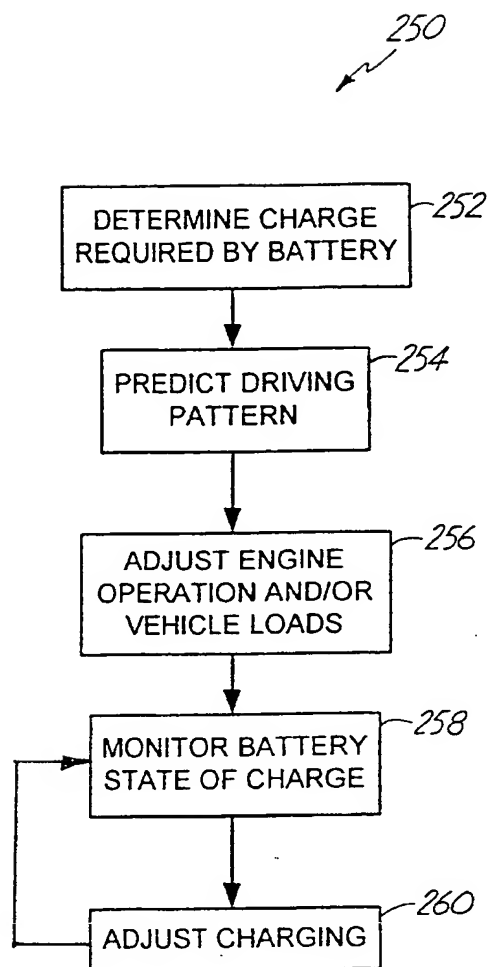 250
DETERMINE CHARGE
REQUIRED BY BATTERY
252
PREDICT DRIVING
PATTERN
254
ADJUST ENGINE
OPERATION AND/OR
VEHICLE LOADS
256
MONITOR BATTERY
STATE OF CHARGE
258
ADJUST CHARGING
260